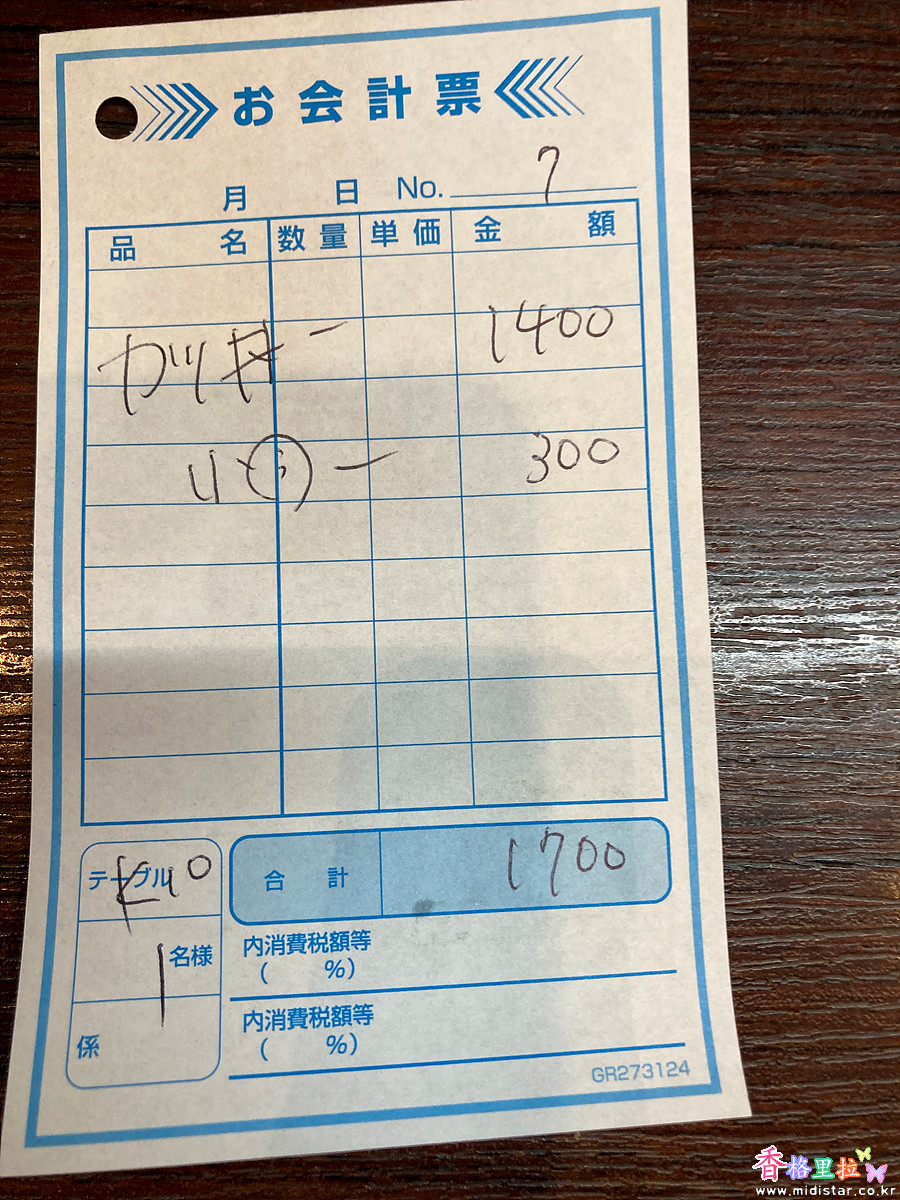 お会計票
月 日 No. 7
品名 数量 単価 金額
カツ丼 ー 1400
300
テーブル K10
合計 1700
1名様
内消費税額等
( %)
係
内消費税額等
( %)
GR273124
香格里拉
www.midistar.co.kr